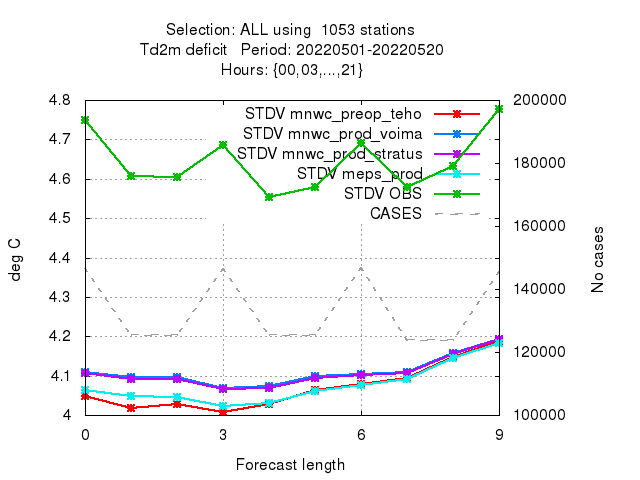 Selection: ALL using  1053 stations
Td2m deficit   Period: 20220501-20220520
Hours: {00,03,...,21}
4.8
4.7
4.6
4.5
4.4
4.3
4.2
4.1
4
deg C
STDV mnwc_preop_teho
STDV mnwc_prod_voima
STDV mnwc_prod_stratus
STDV meps_prod
STDV OBS
CASES
200000
180000
160000
140000
120000
100000
No cases
0 3 6 9
Forecast length